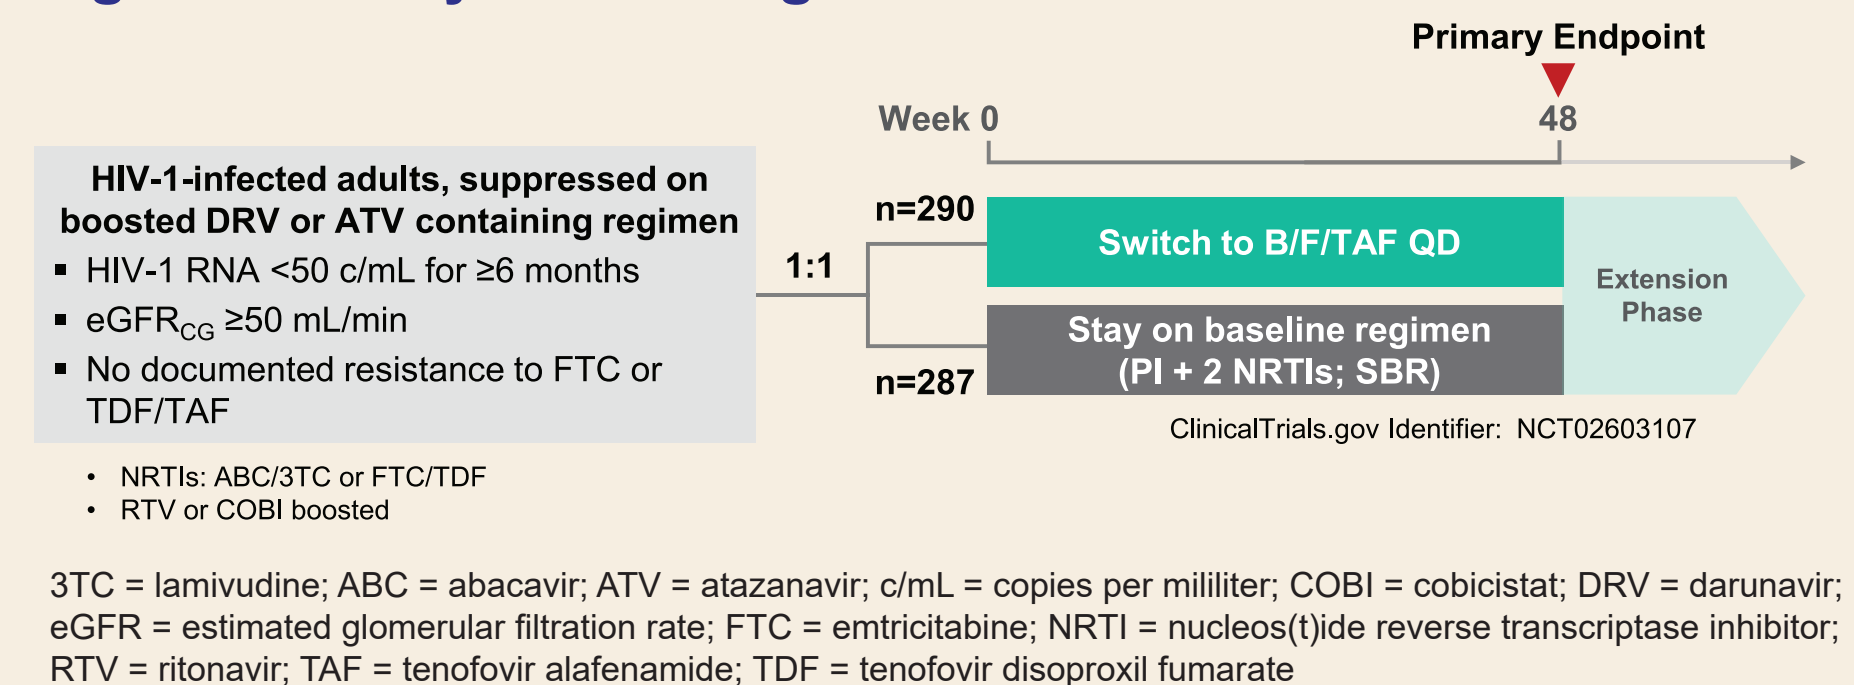 Primary Endpoint
Week 0
48
HIV-1-infected adults, suppressed on
boosted DRV or ATV containing regimen
▪ HIV-1 RNA <50 c/mL for ≥6 months
▪ eGFRCG ≥50 mL/min
▪ No documented resistance to FTC or
TDF/TAF
1:1
n=290
Switch to B/F/TAF QD
n=287
Stay on baseline regimen
(PI + 2 NRTIs; SBR)
Extension
Phase
ClinicalTrials.gov Identifier: NCT02603107
• NRTIs: ABC/3TC or FTC/TDF
• RTV or COBI boosted
3TC = lamivudine; ABC = abacavir; ATV = atazanavir; c/mL = copies per mililiter; COBI = cobicistat; DRV = darunavir;
eGFR = estimated glomerular filtration rate; FTC = emtricitabine; NRTI = nucleos(t)ide reverse transcriptase inhibitor;
RTV = ritonavir; TAF = tenofovir alafenamide; TDF = tenofovir disoproxil fumarate